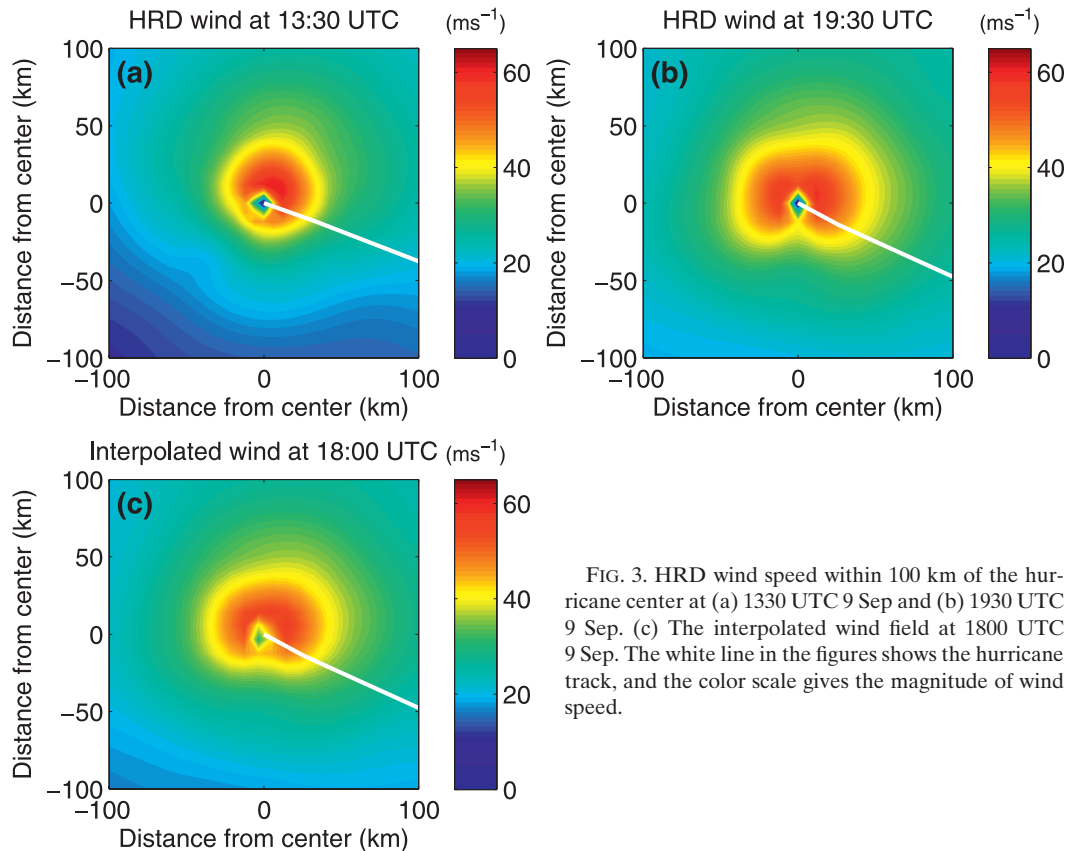 HRD wind at 13:30 UTC (ms⁻¹)
(a)
100
50
0
−50
−100
Distance from center (km)
−100 0 100
Distance from center (km)
60
40
20
0
HRD wind at 19:30 UTC (ms⁻¹)
(b)
100
50
0
−50
−100
Distance from center (km)
−100 0 100
Distance from center (km)
60
40
20
0
Interpolated wind at 18:00 UTC (ms⁻¹)
(c)
100
50
0
−50
−100
Distance from center (km)
−100 0 100
Distance from center (km)
60
40
20
0
FIG. 3. HRD wind speed within 100 km of the hur-
ricane center at (a) 1330 UTC 9 Sep and (b) 1930 UTC
9 Sep. (c) The interpolated wind field at 1800 UTC
9 Sep. The white line in the figures shows the hurricane
track, and the color scale gives the magnitude of wind
speed.